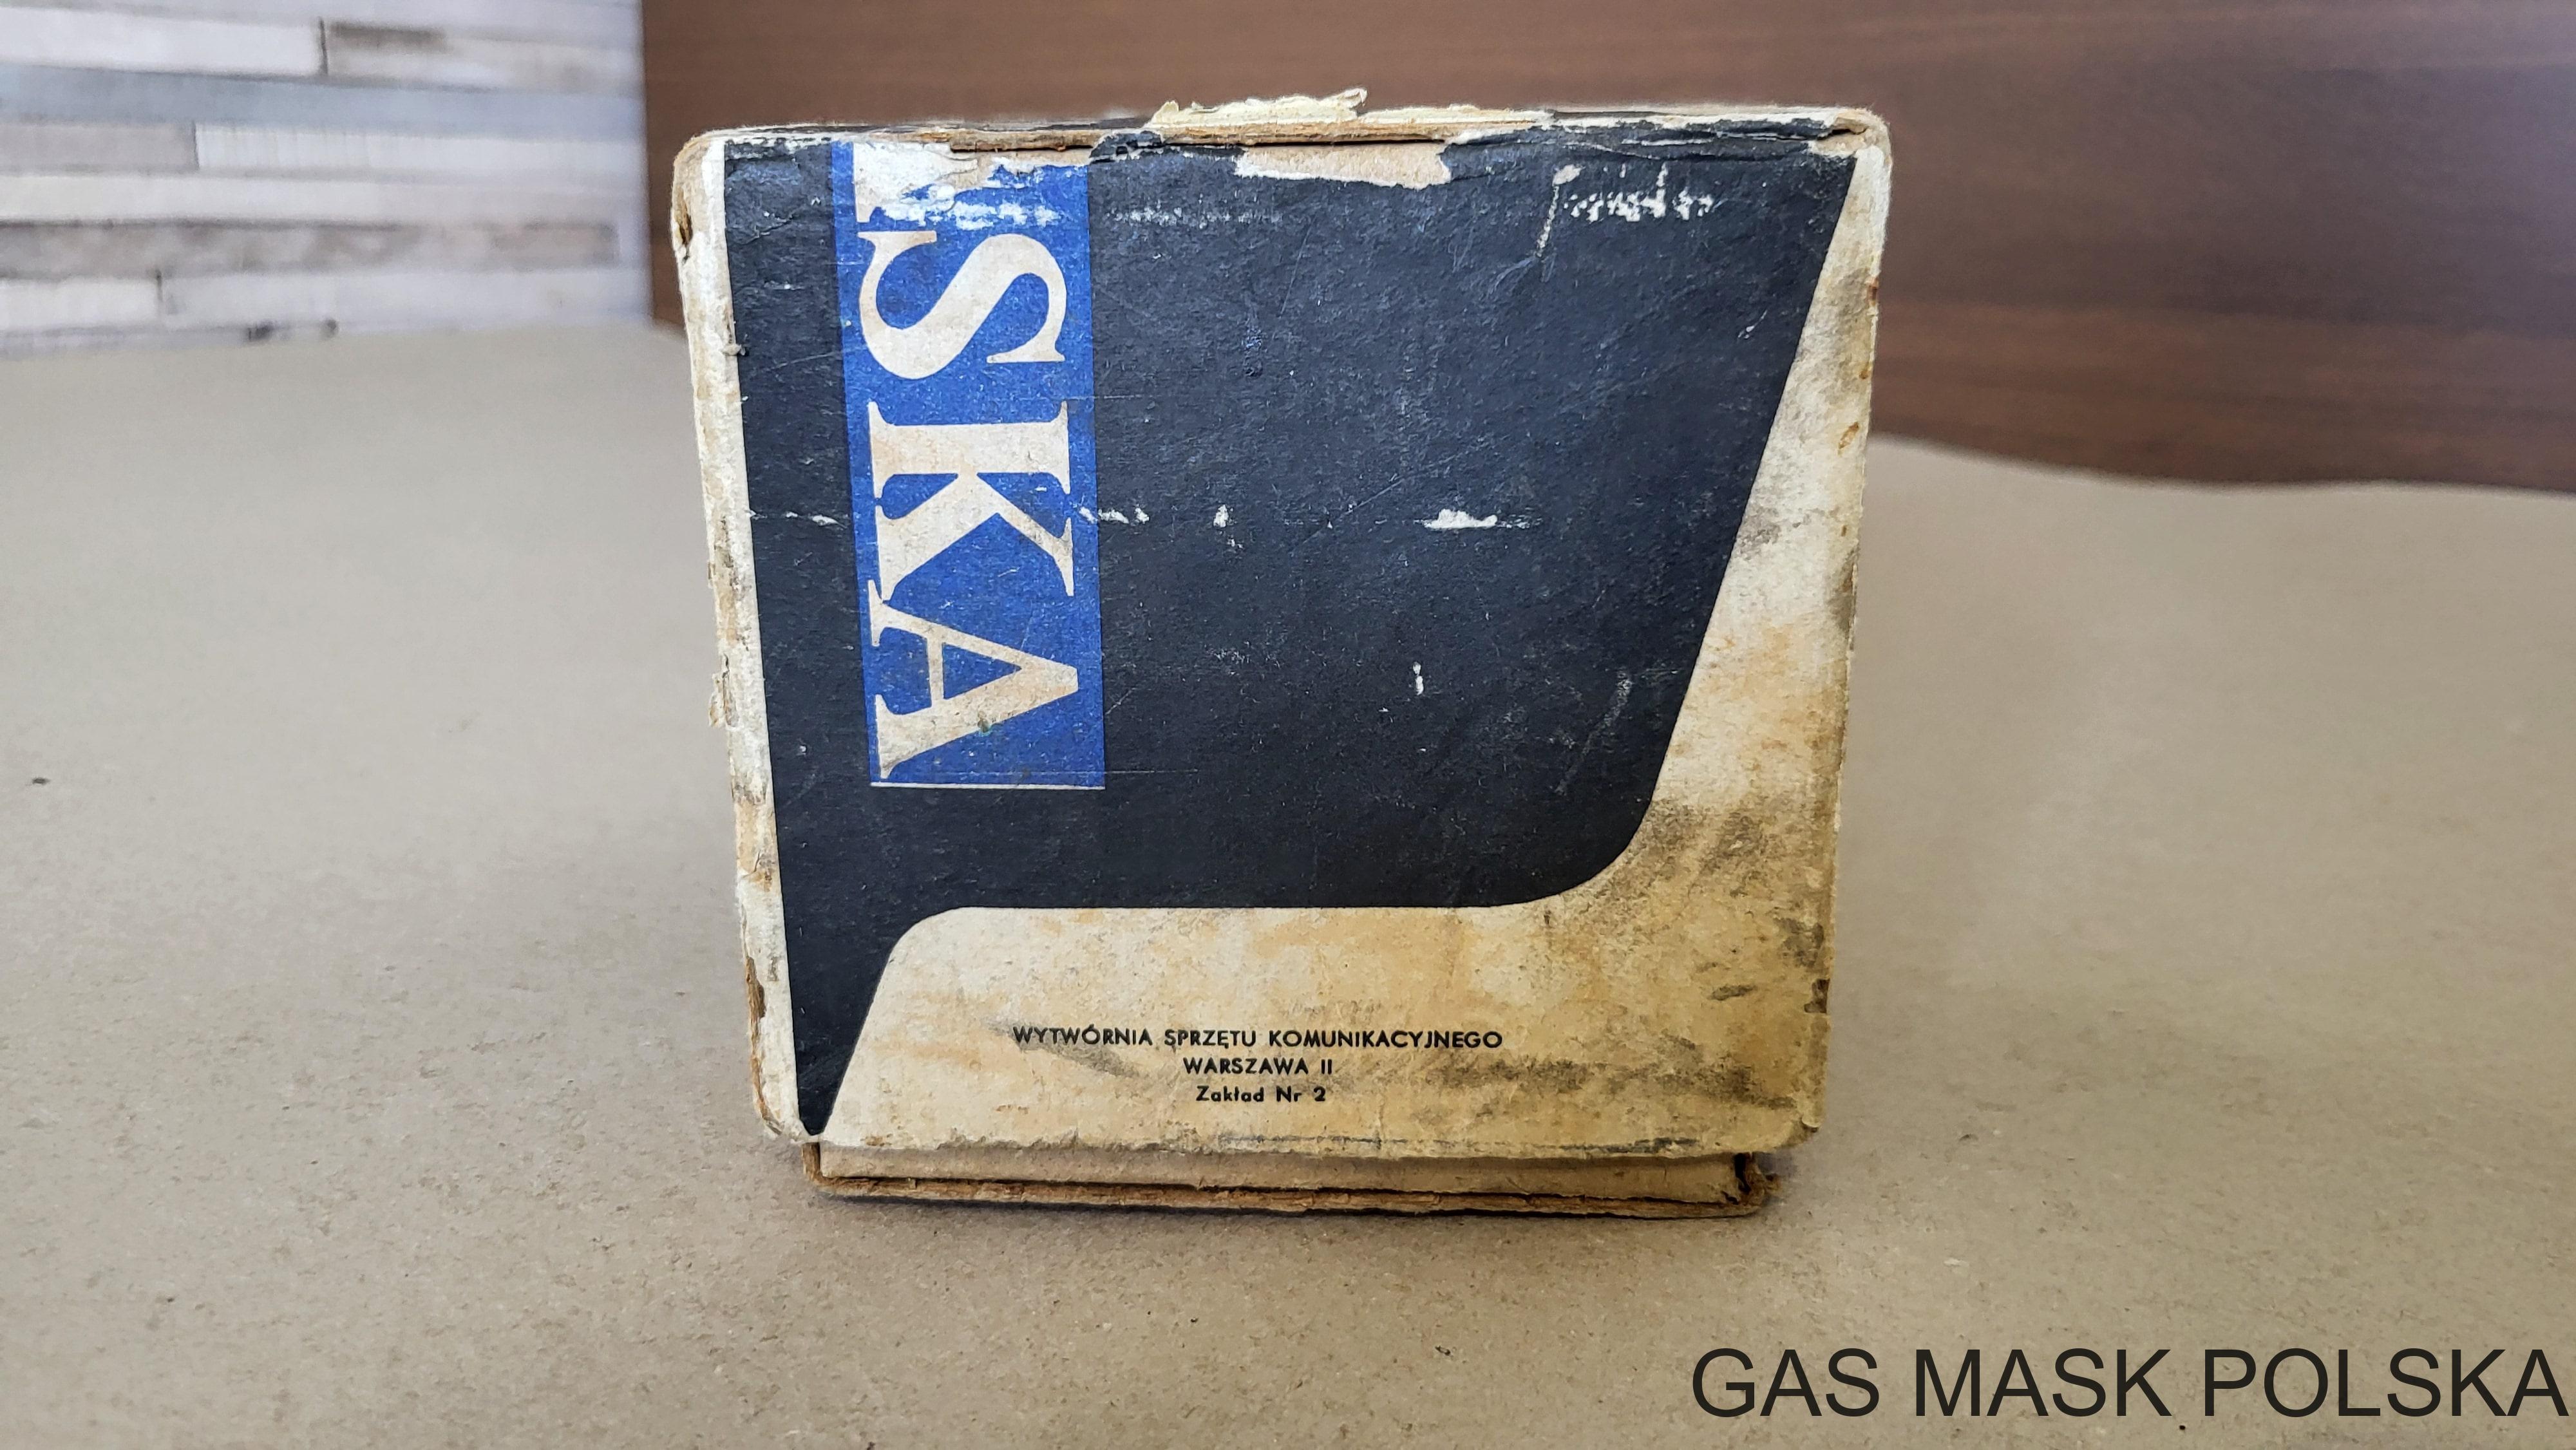 SKA
WYTWÓRNIA SPRZĘTU KOMUNIKACYJNEGO
WARSZAWA II
Zakład Nr 2
GAS MASK POLSKA